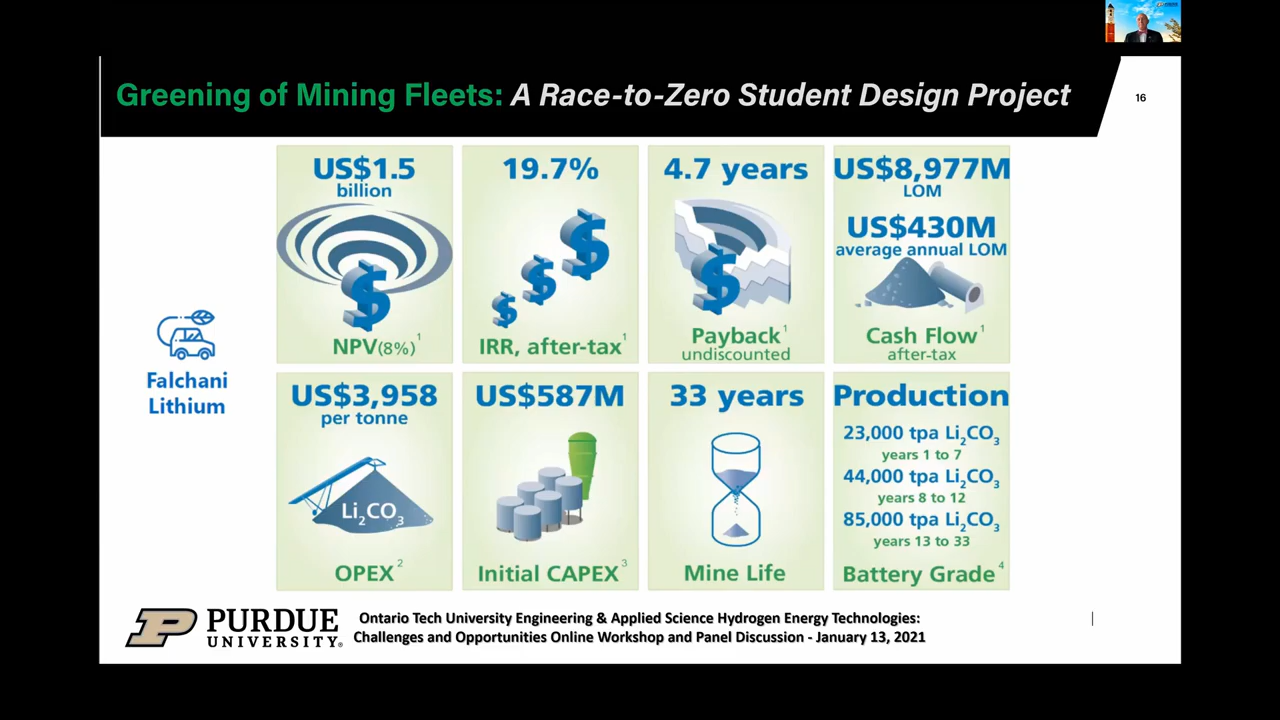 Greening of Mining Fleets: A Race-to-Zero Student Design Project
16
US$1.5
billion
NPV(8%)¹
19.7%
IRR, after-tax¹
4.7 years
Payback¹
undiscounted
US$8,977M
LOM
US$430M
average annual LOM
Cash Flow¹
after-tax
Falchani
Lithium
US$3,958
per tonne
Li₂CO₃
OPEX²
US$587M
Initial CAPEX³
33 years
Mine Life
Production
23,000 tpa Li₂CO₃
years 1 to 7
44,000 tpa Li₂CO₃
years 8 to 12
85,000 tpa Li₂CO₃
years 13 to 33
Battery Grade⁴
PURDUE
UNIVERSITY®
Ontario Tech University Engineering & Applied Science Hydrogen Energy Technologies:
Challenges and Opportunities Online Workshop and Panel Discussion - January 13, 2021